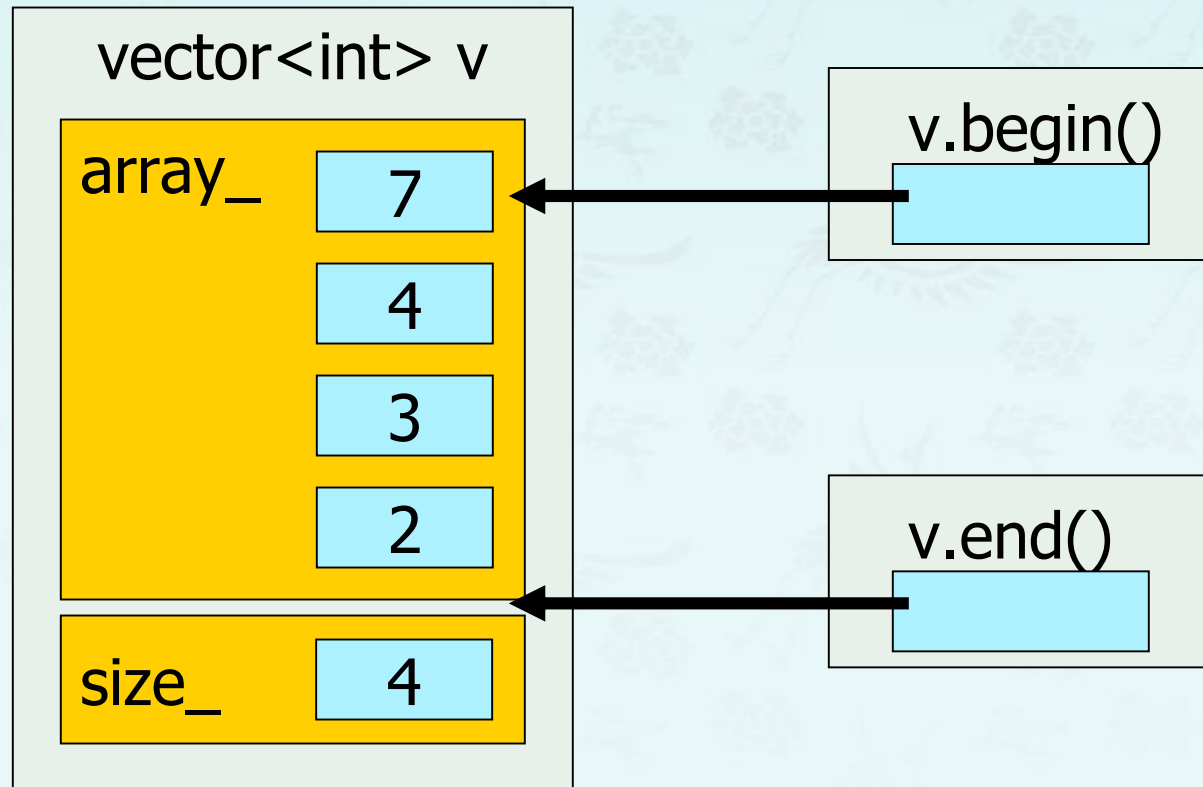 vector<int> v
array_
7
4
3
2
size_
4
v.begin()
v.end()